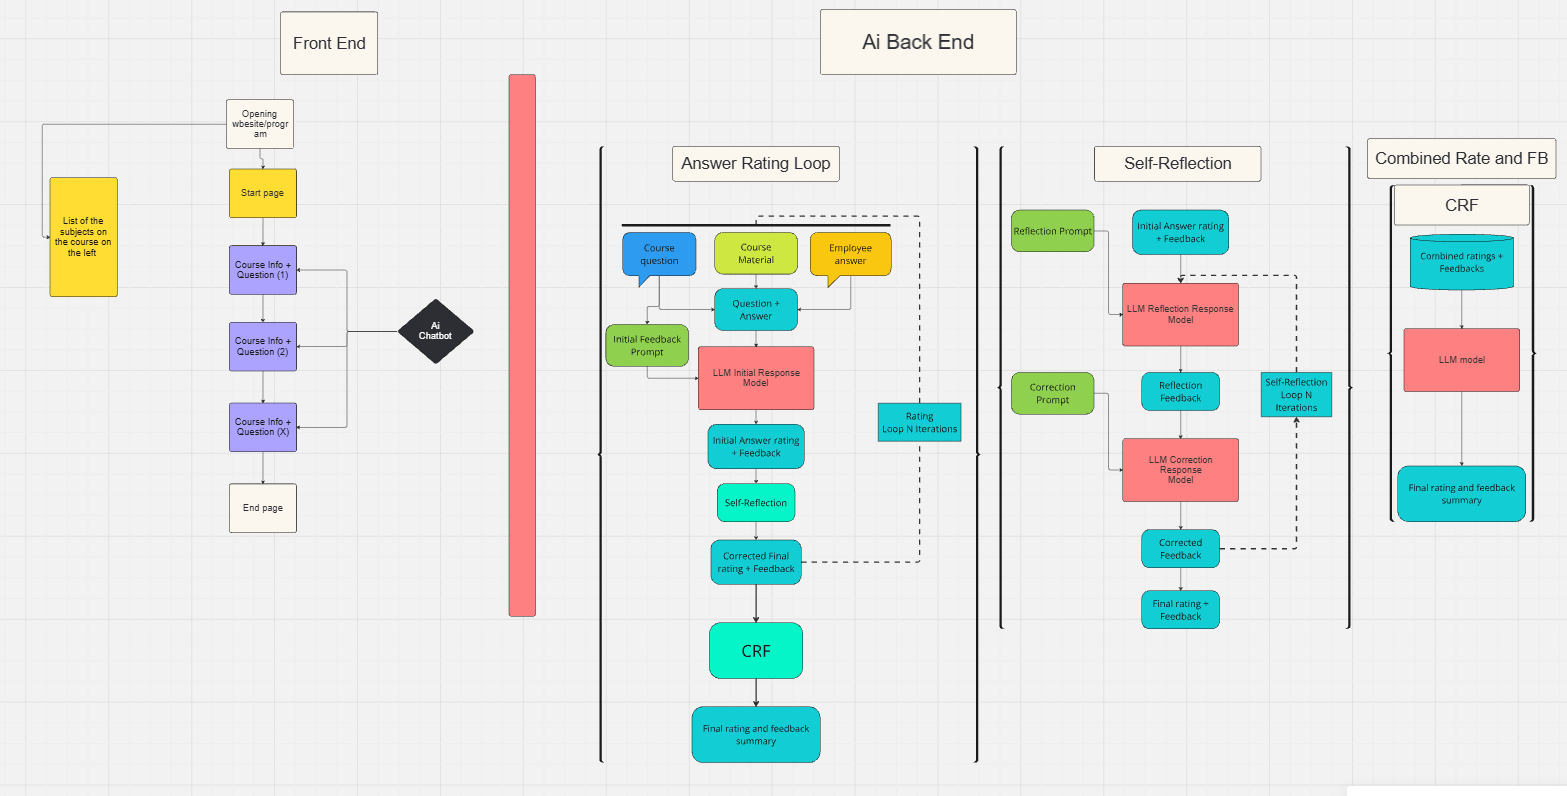 Front End
Ai Back End
Opening
wbesite/progr
am
Start page
List of the
subjects on
the course on
the left
Course Info +
Question (1)
Course Info +
Question (2)
Course Info +
Question (X)
End page
Ai
Chatbot
Answer Rating Loop
Course
question
Course
Material
Employee
answer
Question +
Answer
Initial Feedback
Prompt
LLM Initial Response
Model
Initial Answer rating
+ Feedback
Self-Reflection
Corrected Final
rating + Feedback
Rating
Loop N Iterations
CRF
Final rating and feedback
summary
Self-Reflection
Reflection Prompt
Initial Answer rating
+ Feedback
LLM Reflection Response
Model
Correction
Prompt
Reflection
Feedback
Self-Reflection
Loop N
Iterations
LLM Correction
Response
Model
Corrected
Feedback
Final rating +
Feedback
Combined Rate and FB
CRF
Combined ratings +
Feedbacks
LLM model
Final rating and feedback
summary